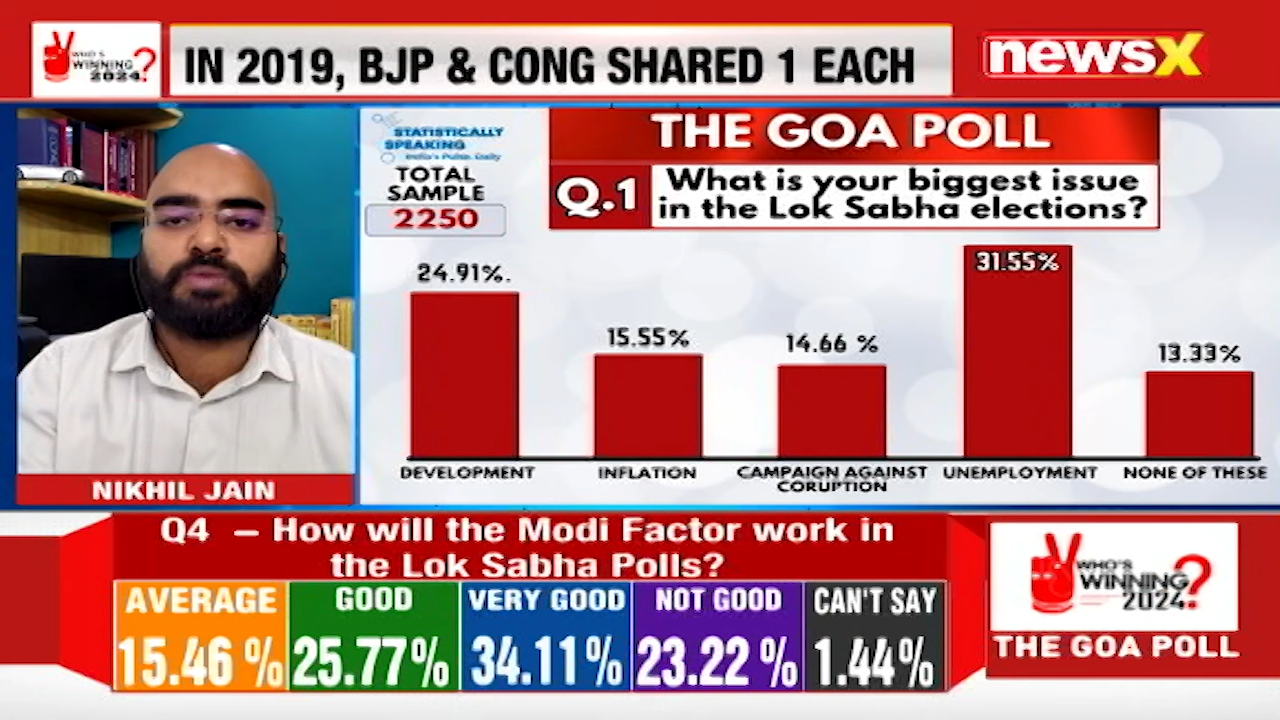 WHO'S
WINNING
2024 ?
IN 2019, BJP & CONG SHARED 1 EACH
newsX
STATISTICALLY
SPEAKING
India's Pulse. Daily
TOTAL
SAMPLE
2250
THE GOA POLL
Q.1
What is your biggest issue
in the Lok Sabha elections?
24.91%.
15.55%
14.66 %
31.55%
13.33%
DEVELOPMENT
INFLATION
CAMPAIGN AGAINST
CORUPTION
UNEMPLOYMENT
NONE OF THESE
NIKHIL JAIN
Q4 – How will the Modi Factor work in
the Lok Sabha Polls?
AVERAGE
15.46 %
GOOD
25.77%
VERY GOOD
34.11%
NOT GOOD
23.22 %
CAN'T SAY
1.44%
WHO'S
WINNING
2024 ?
THE GOA POLL